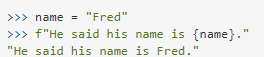 >>> name = "Fred"
>>> f"He said his name is {name}."
"He said his name is Fred."